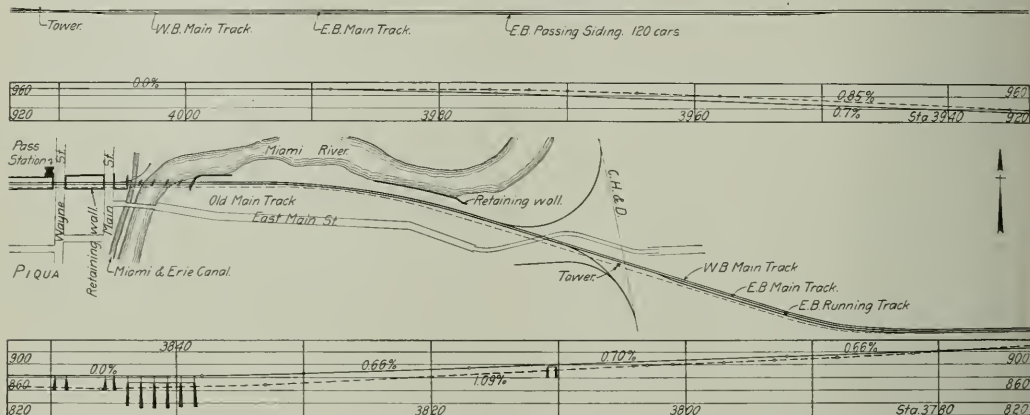 Tower.
W.B. Main Track.
E.B. Main Track.
E.B. Passing Siding. 120 cars
960
0.0%
0.85%
960
920
4000
3980
3960
0.7%
Sta. 3940
920
Pass
Station
Wayne St.
Retaining wall.
Main St.
Miami River.
Old Main Track
East Main St.
Retaining wall.
C.H.& D.
PIQUA
Miami & Erie Canal.
Tower.
W.B Main Track
E.B Main Track.
E.B. Running Track
900
3840
0.0%
0.66%
0.70%
0.66%
900
860
1.09%
860
820
3820
3800
Sta. 3780
820